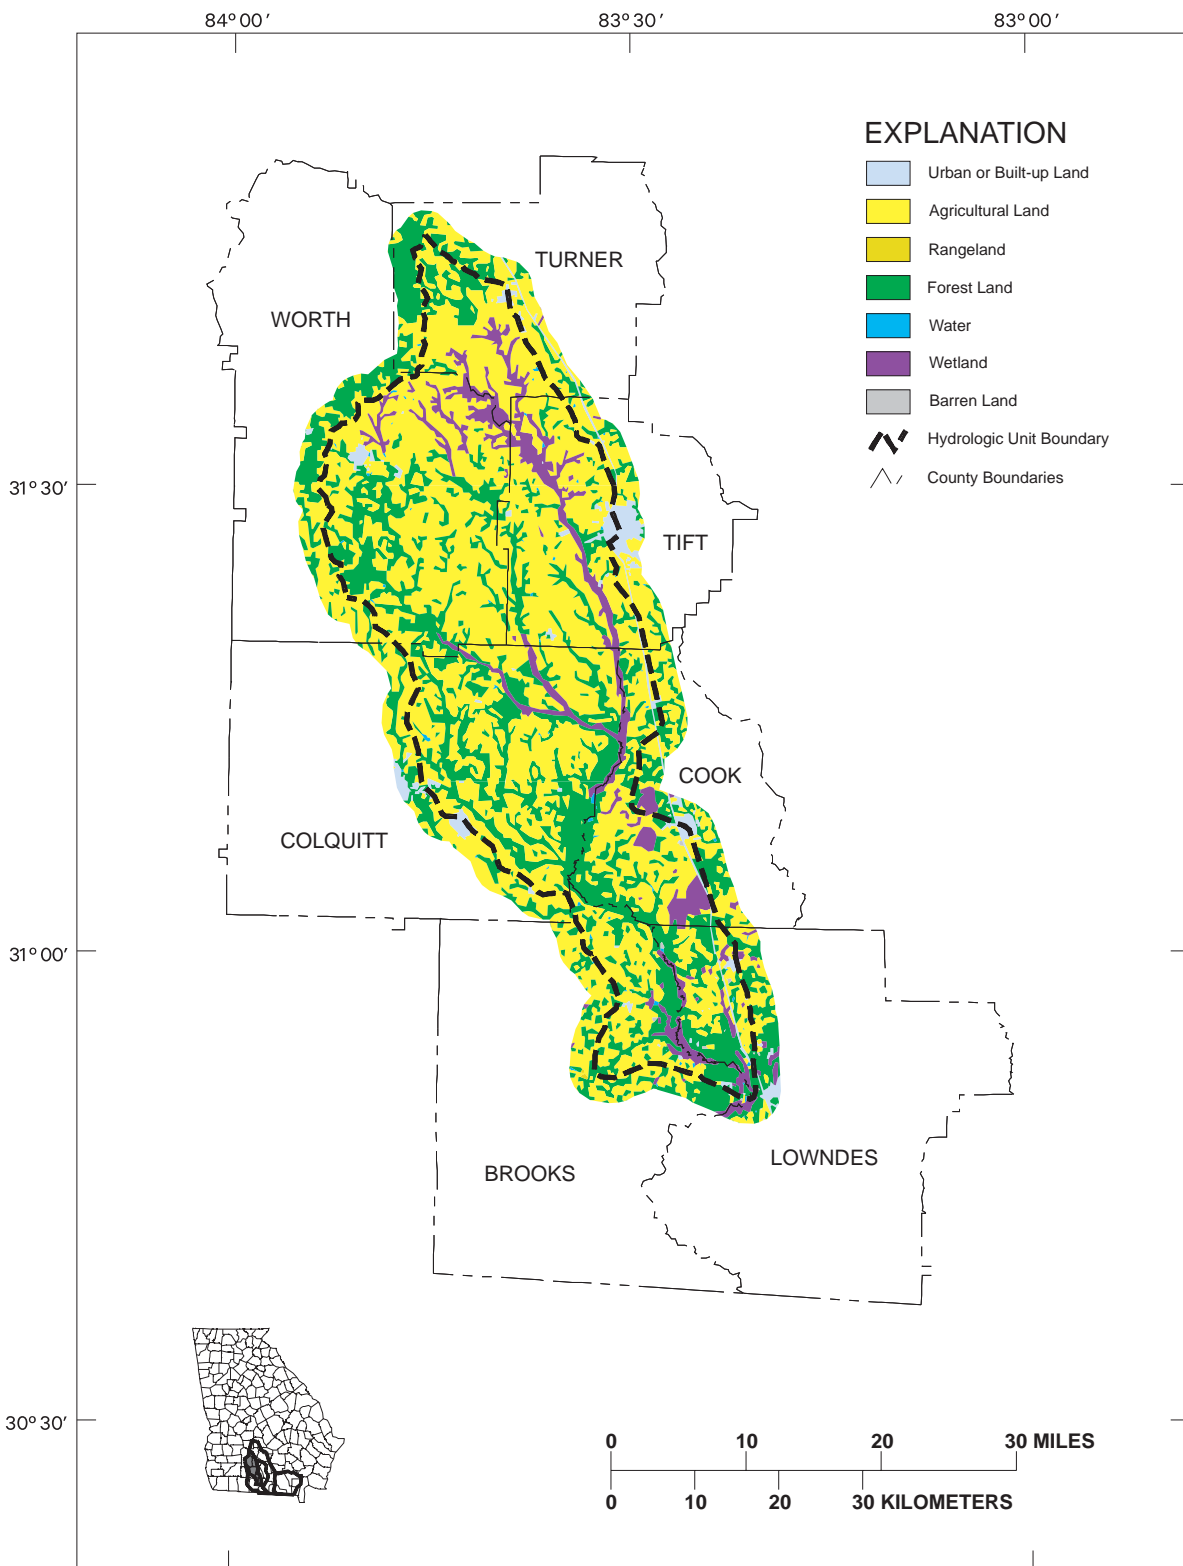 84°00′ 83°30′ 83°00′
EXPLANATION
Urban or Built-up Land
Agricultural Land
Rangeland
Forest Land
Water
Wetland
Barren Land
Hydrologic Unit Boundary
County Boundaries
TURNER
WORTH
31°30′
TIFT
COOK
COLQUITT
31°00′
LOWNDES
BROOKS
30°30′
0 10 20 30 MILES
0 10 20 30 KILOMETERS